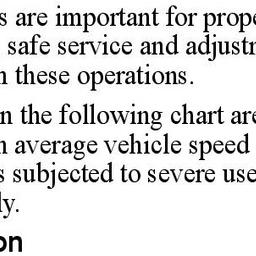 s are important for prope
safe service and adjustr
n these operations.
n the following chart are
n average vehicle speed
s subjected to severe use
ly.
on